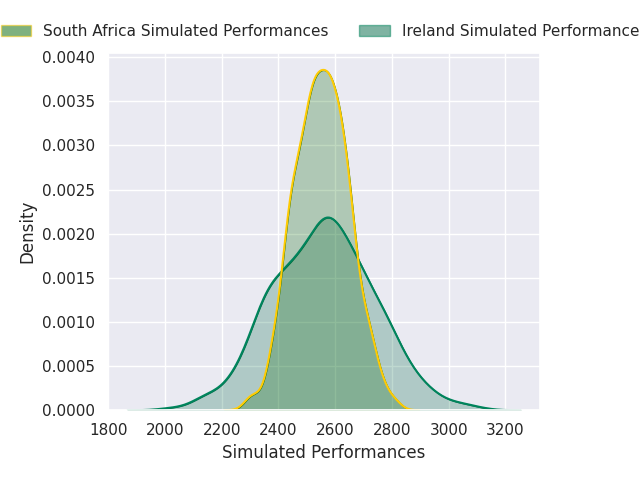 South Africa Simulated Performances
Ireland Simulated Performance
0.0040
0.0035
0.0030
0.0025
0.0020
0.0015
0.0010
0.0005
0.0000
Density
1800 2000 2200 2400 2600 2800 3000 3200
Simulated Performances